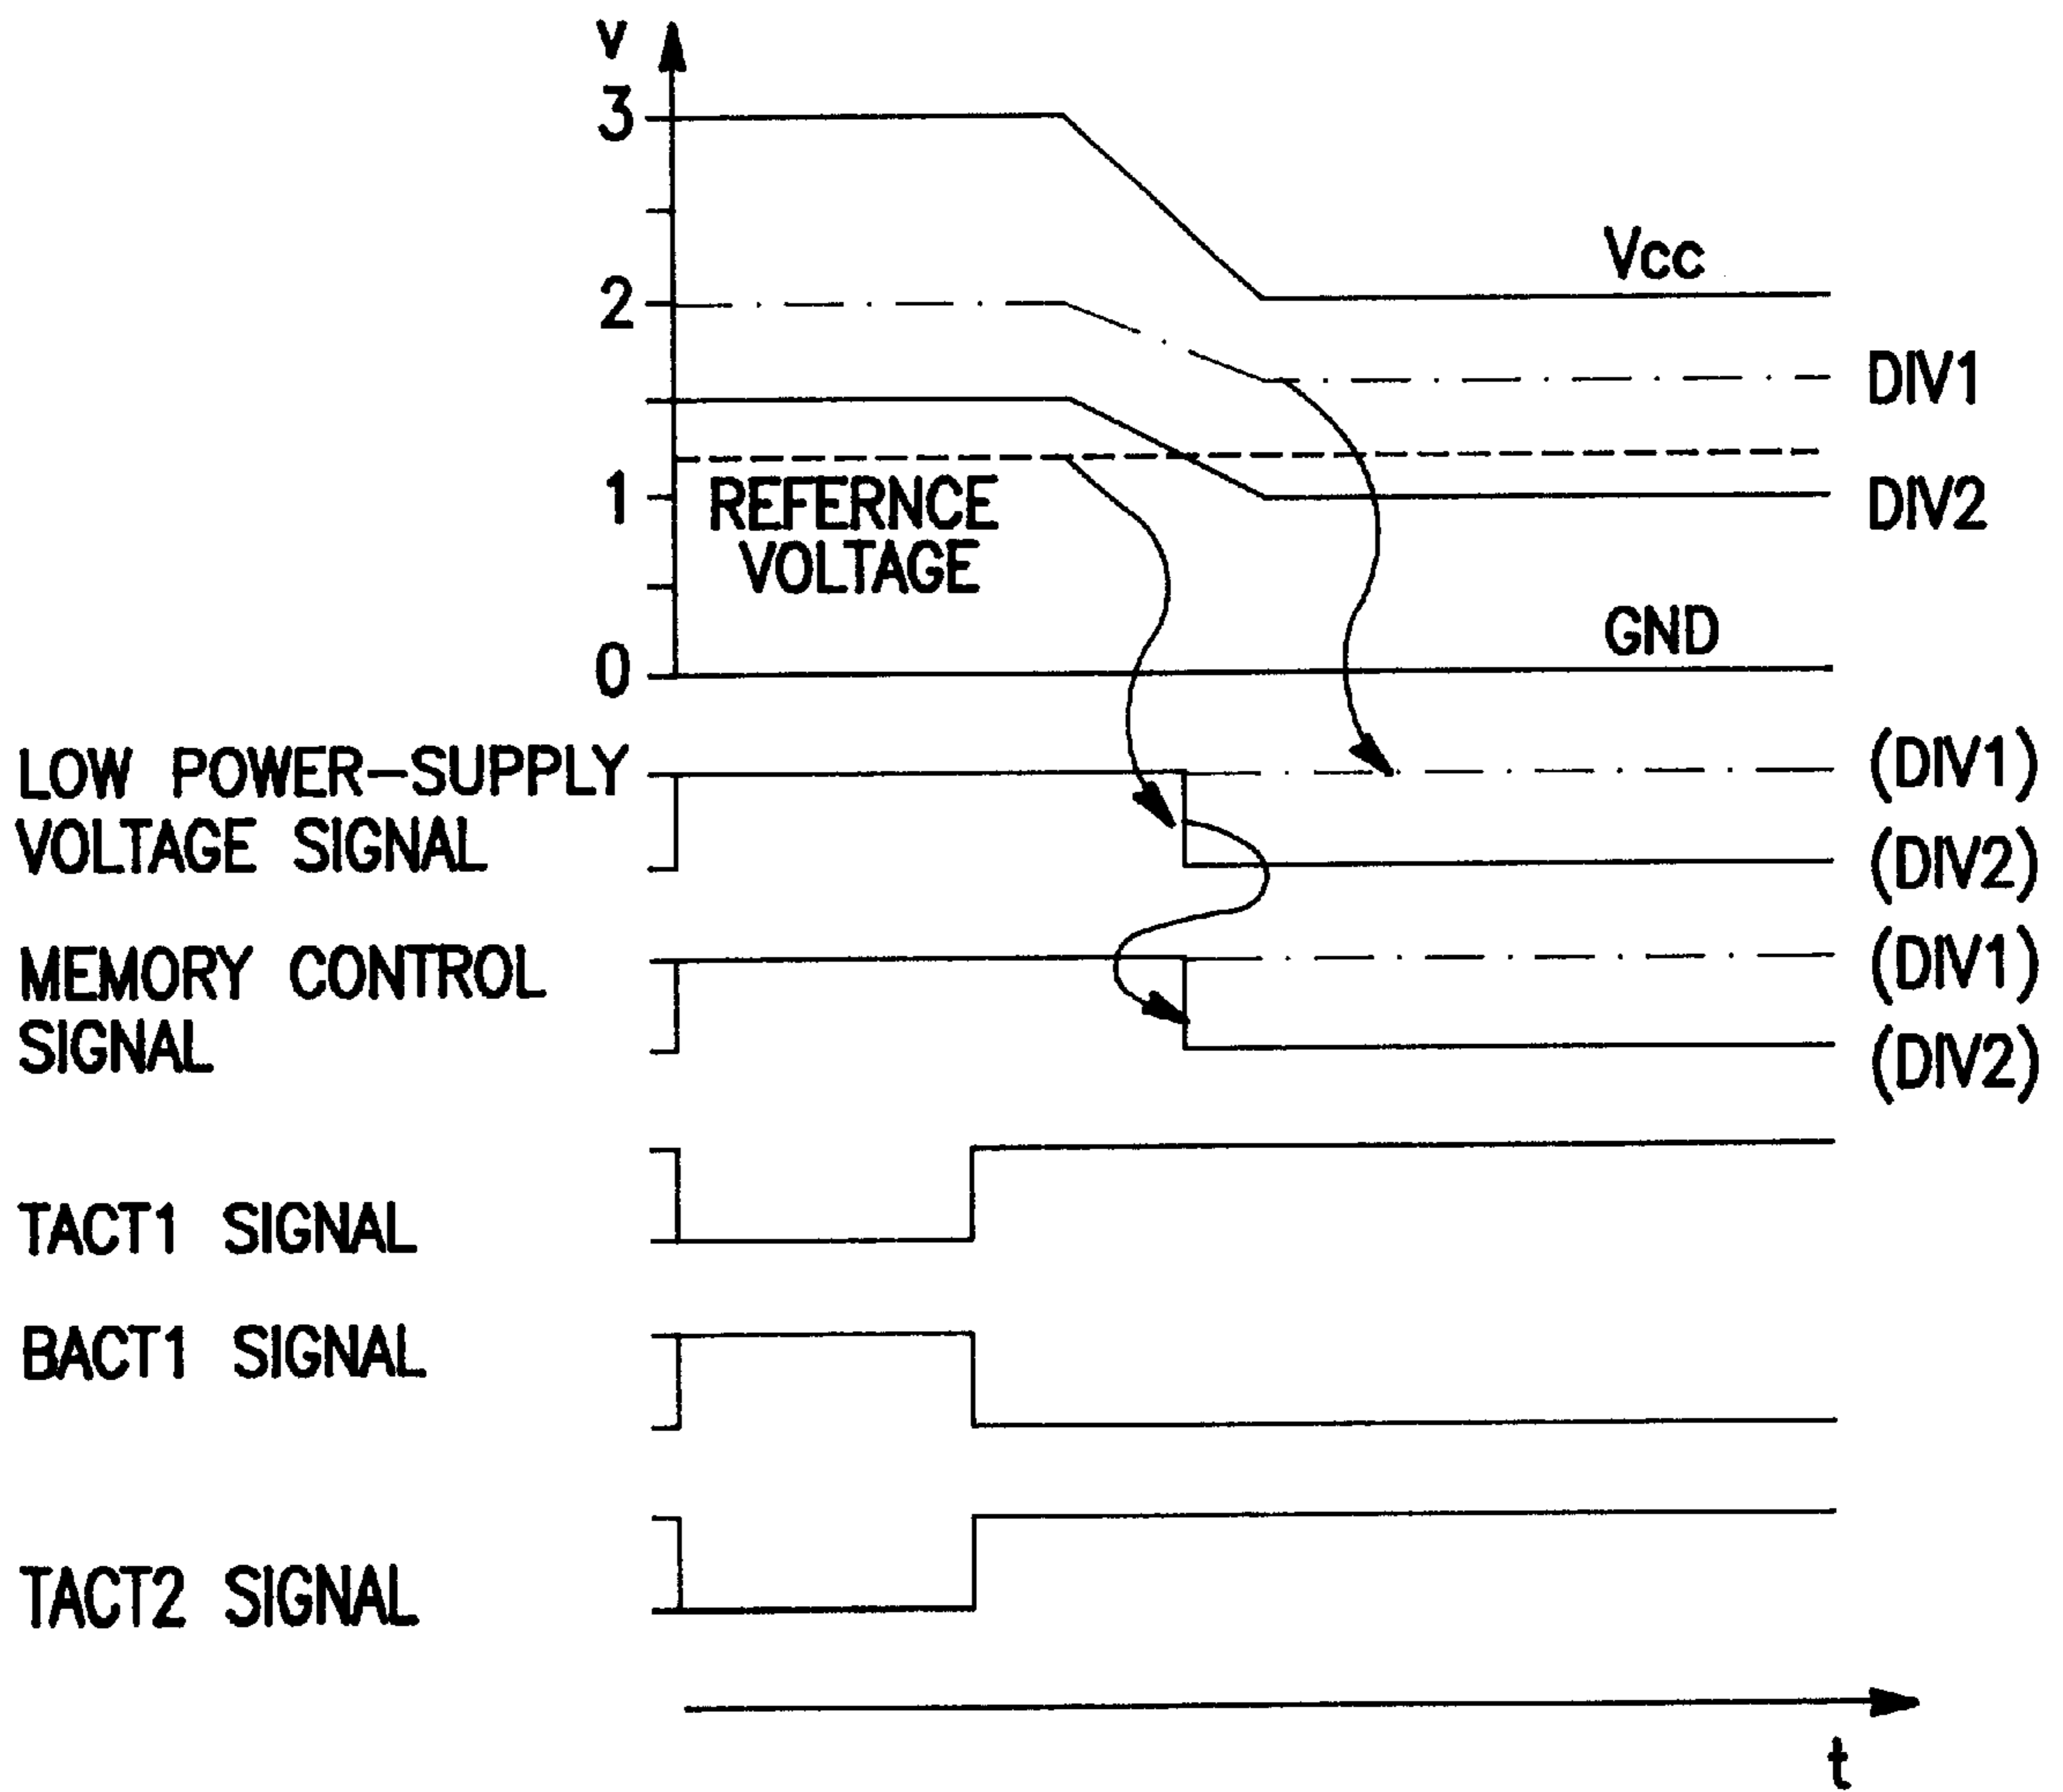 V
3
2
1
0
Vcc
DIV1
REFERNCE
VOLTAGE
DIV2
GND
LOW POWER-SUPPLY
VOLTAGE SIGNAL
(DIV1)
(DIV2)
MEMORY CONTROL
SIGNAL
(DIV1)
(DIV2)
TACT1 SIGNAL
BACT1 SIGNAL
TACT2 SIGNAL
t